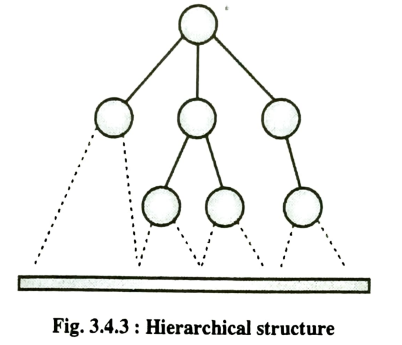 Fig. 3.4.3 : Hierarchical structure